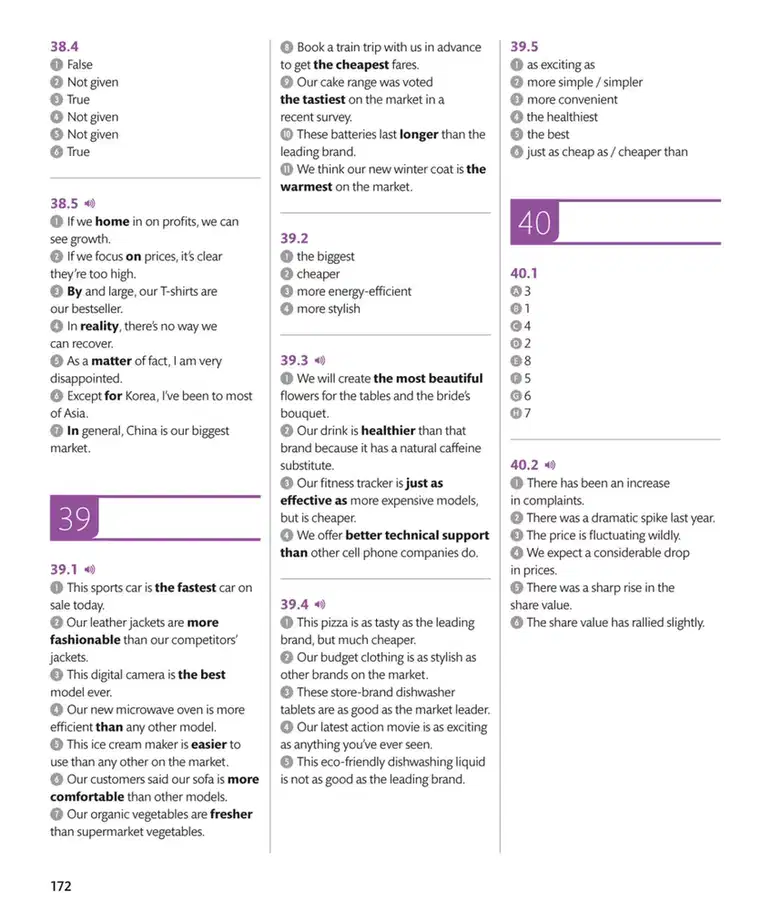 38.4
1 False
2 Not given
3 True
4 Not given
5 Not given
6 True
38.5
1 If we home in on profits, we can
see growth.
2 If we focus on prices, it's clear
they're too high.
3 By and large, our T-shirts are
our bestseller.
4 In reality, there's no way we
can recover.
5 As a matter of fact, I am very
disappointed.
6 Except for Korea, I've been to most
of Asia.
7 In general, China is our biggest
market.
39
39.1
1 This sports car is the fastest car on
sale today.
2 Our leather jackets are more
fashionable than our competitors'
jackets.
3 This digital camera is the best
model ever.
4 Our new microwave oven is more
efficient than any other model.
5 This ice cream maker is easier to
use than any other on the market.
6 Our customers said our sofa is more
comfortable than other models.
7 Our organic vegetables are fresher
than supermarket vegetables.
8 Book a train trip with us in advance
to get the cheapest fares.
9 Our cake range was voted
the tastiest on the market in a
recent survey.
10 These batteries last longer than the
leading brand.
11 We think our new winter coat is the
warmest on the market.
39.2
1 the biggest
2 cheaper
3 more energy-efficient
4 more stylish
39.3
1 We will create the most beautiful
flowers for the tables and the bride's
bouquet.
2 Our drink is healthier than that
brand because it has a natural caffeine
substitute.
3 Our fitness tracker is just as
effective as more expensive models,
but is cheaper.
4 We offer better technical support
than other cell phone companies do.
39.4
1 This pizza is as tasty as the leading
brand, but much cheaper.
2 Our budget clothing is as stylish as
other brands on the market.
3 These store-brand dishwasher
tablets are as good as the market leader.
4 Our latest action movie is as exciting
as anything you've ever seen.
5 This eco-friendly dishwashing liquid
is not as good as the leading brand.
39.5
1 as exciting as
2 more simple / simpler
3 more convenient
4 the healthiest
5 the best
6 just as cheap as / cheaper than
40
40.1
A 3
B 1
C 4
D 2
E 8
F 5
G 6
H 7
40.2
1 There has been an increase
in complaints.
2 There was a dramatic spike last year.
3 The price is fluctuating wildly.
4 We expect a considerable drop
in prices.
5 There was a sharp rise in the
share value.
6 The share value has rallied slightly.
172